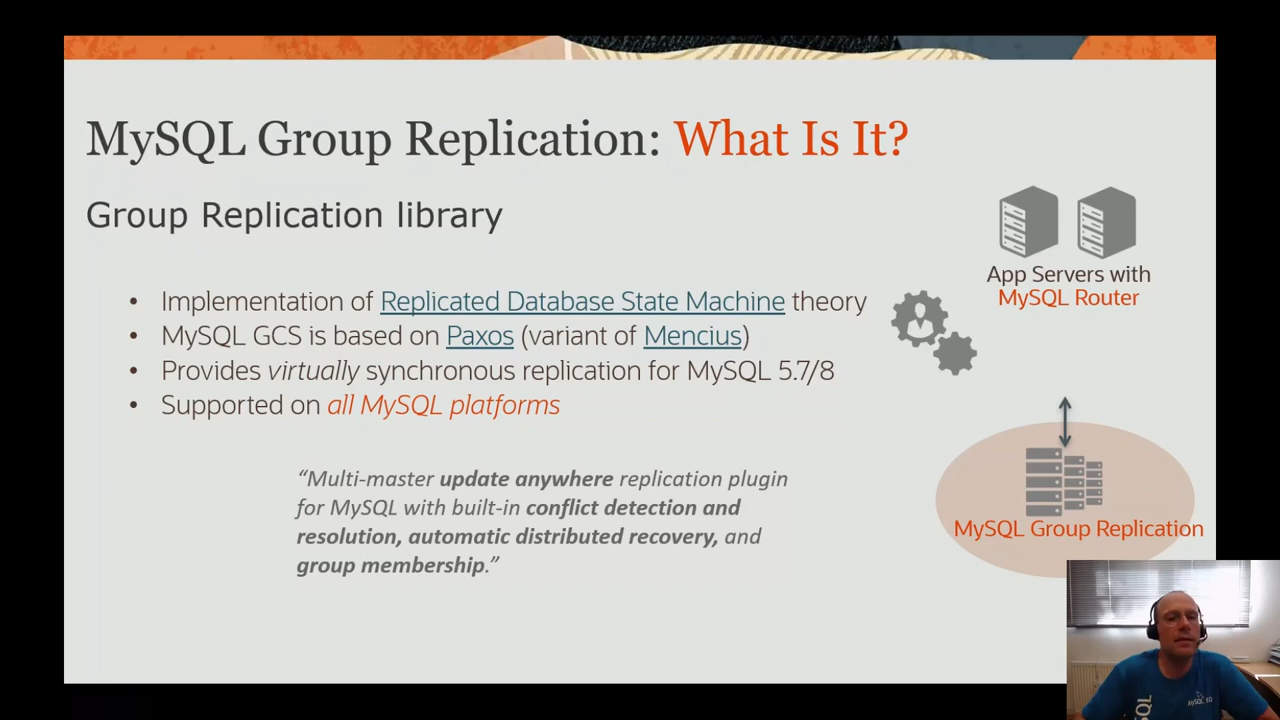 MySQL Group Replication: What Is It?
Group Replication library
App Servers with
MySQL Router
• Implementation of Replicated Database State Machine theory
• MySQL GCS is based on Paxos (variant of Mencius)
• Provides virtually synchronous replication for MySQL 5.7/8
• Supported on all MySQL platforms
“Multi-master update anywhere replication plugin
for MySQL with built-in conflict detection and
resolution, automatic distributed recovery, and
group membership.”
MySQL Group Replication